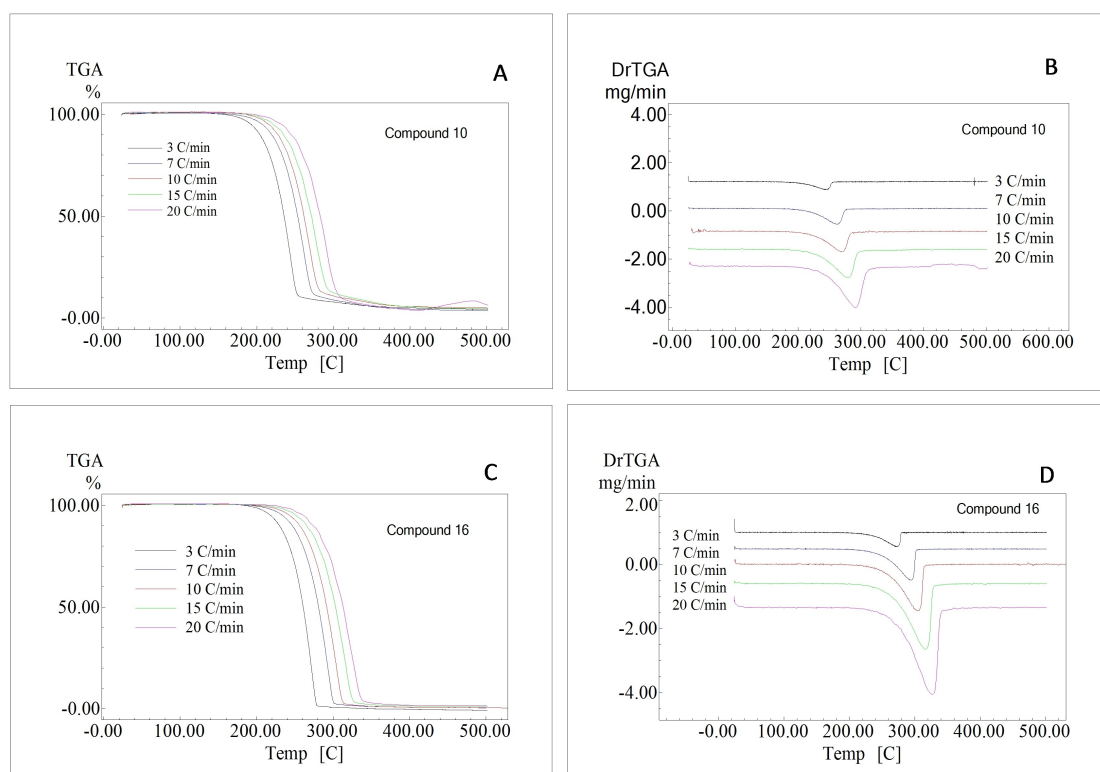 TGA
%
A
100.00
Compound 10
3 C/min
7 C/min
10 C/min
15 C/min
20 C/min
50.00
-0.00
-0.00 100.00 200.00 300.00 400.00 500.00
Temp [C]
DrTGA
mg/min
B
4.00
Compound 10
2.00
3 C/min
7 C/min
0.00
10 C/min
15 C/min
-2.00
20 C/min
-4.00
-0.00 100.00 200.00 300.00 400.00 500.00 600.00
Temp [C]
TGA
%
C
100.00
Compound 16
3 C/min
7 C/min
10 C/min
15 C/min
20 C/min
50.00
-0.00
-0.00 100.00 200.00 300.00 400.00 500.00
Temp [C]
DrTGA
mg/min
D
2.00
Compound 16
3 C/min
7 C/min
0.00
10 C/min
15 C/min
20 C/min
-2.00
-4.00
-0.00 100.00 200.00 300.00 400.00 500.00
Temp [C]